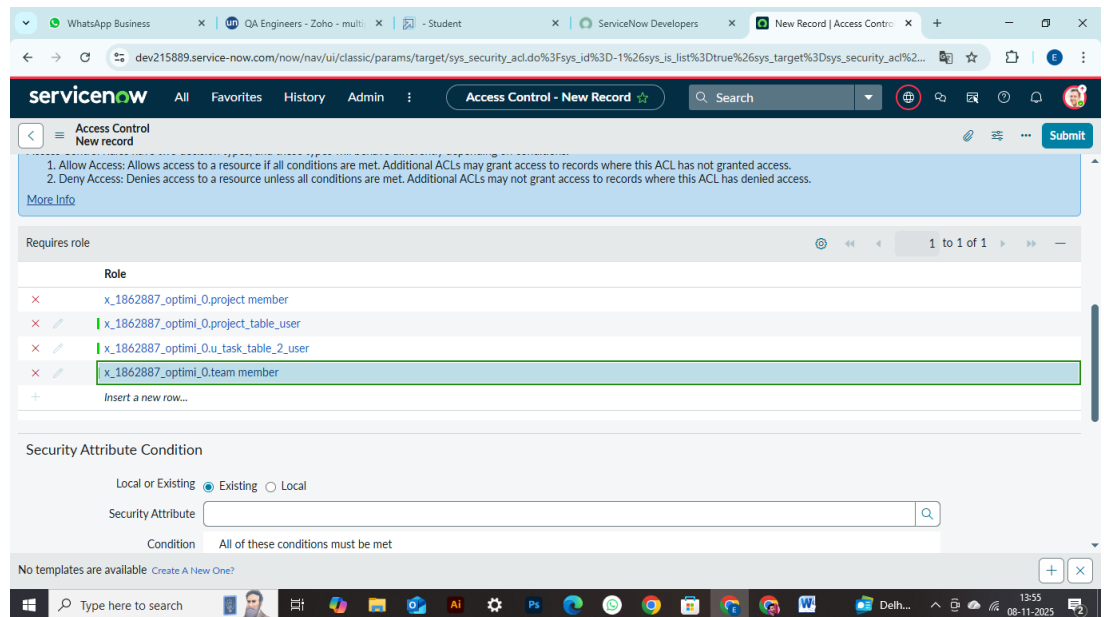 WhatsApp Business
QA Engineers - Zoho - multi
- Student
ServiceNow Developers
New Record | Access Contro
dev215889.service-now.com/now/nav/ui/classic/params/target/sys_security_acl.do%3Fsys_id%3D-1%26sys_is_list%3Dtrue%26sys_target%3Dsys_security_acl%2...
E
servicenow All Favorites History Admin Access Control - New Record Search
Access Control
New record
Submit
1. Allow Access: Allows access to a resource if all conditions are met. Additional ACLs may grant access to records where this ACL has not granted access.
2. Deny Access: Denies access to a resource unless all conditions are met. Additional ACLs may not grant access to records where this ACL has denied access.
More Info
Requires role 1 to 1 of 1
Role
x_1862887_optimi_0.project member
x_1862887_optimi_0.project_table_user
x_1862887_optimi_0.u_task_table_2_user
x_1862887_optimi_0.team member
Insert a new row...
Security Attribute Condition
Local or Existing Existing Local
Security Attribute
Condition All of these conditions must be met
No templates are available Create A New One?
Type here to search
Ai
Ps
Delh...
13:55
08-11-2025
2